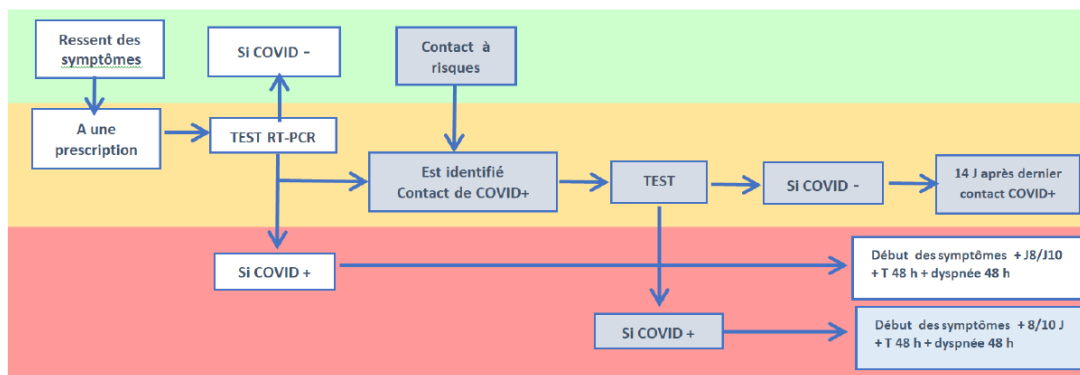 Ressent des
symptômes
SI COVID -
Contact à
risques
A une
prescription
TEST RT-PCR
Est identifié
Contact de COVID+
TEST
Si COVID -
14 J après dernier
contact COVID+
Si COVID +
Début des symptômes + J8/J10
+ T 48 h + dyspnée 48 h
Si COVID +
Début des symptômes + 8/10 J
+ T 48 h + dyspnée 48 h